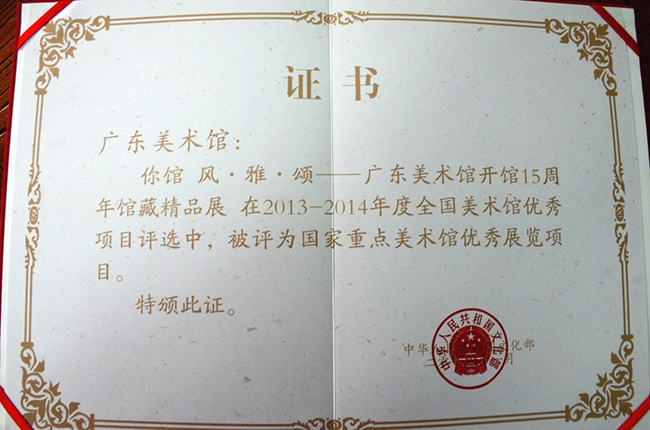 证书
广东美术馆：
你馆 风·雅·颂——广东美术馆开馆15周
年馆藏精品展 在2013-2014年度全国美术馆优秀
项目评选中，被评为国家重点美术馆优秀展览项
目。
特颁此证。
中华人民共和国文化部